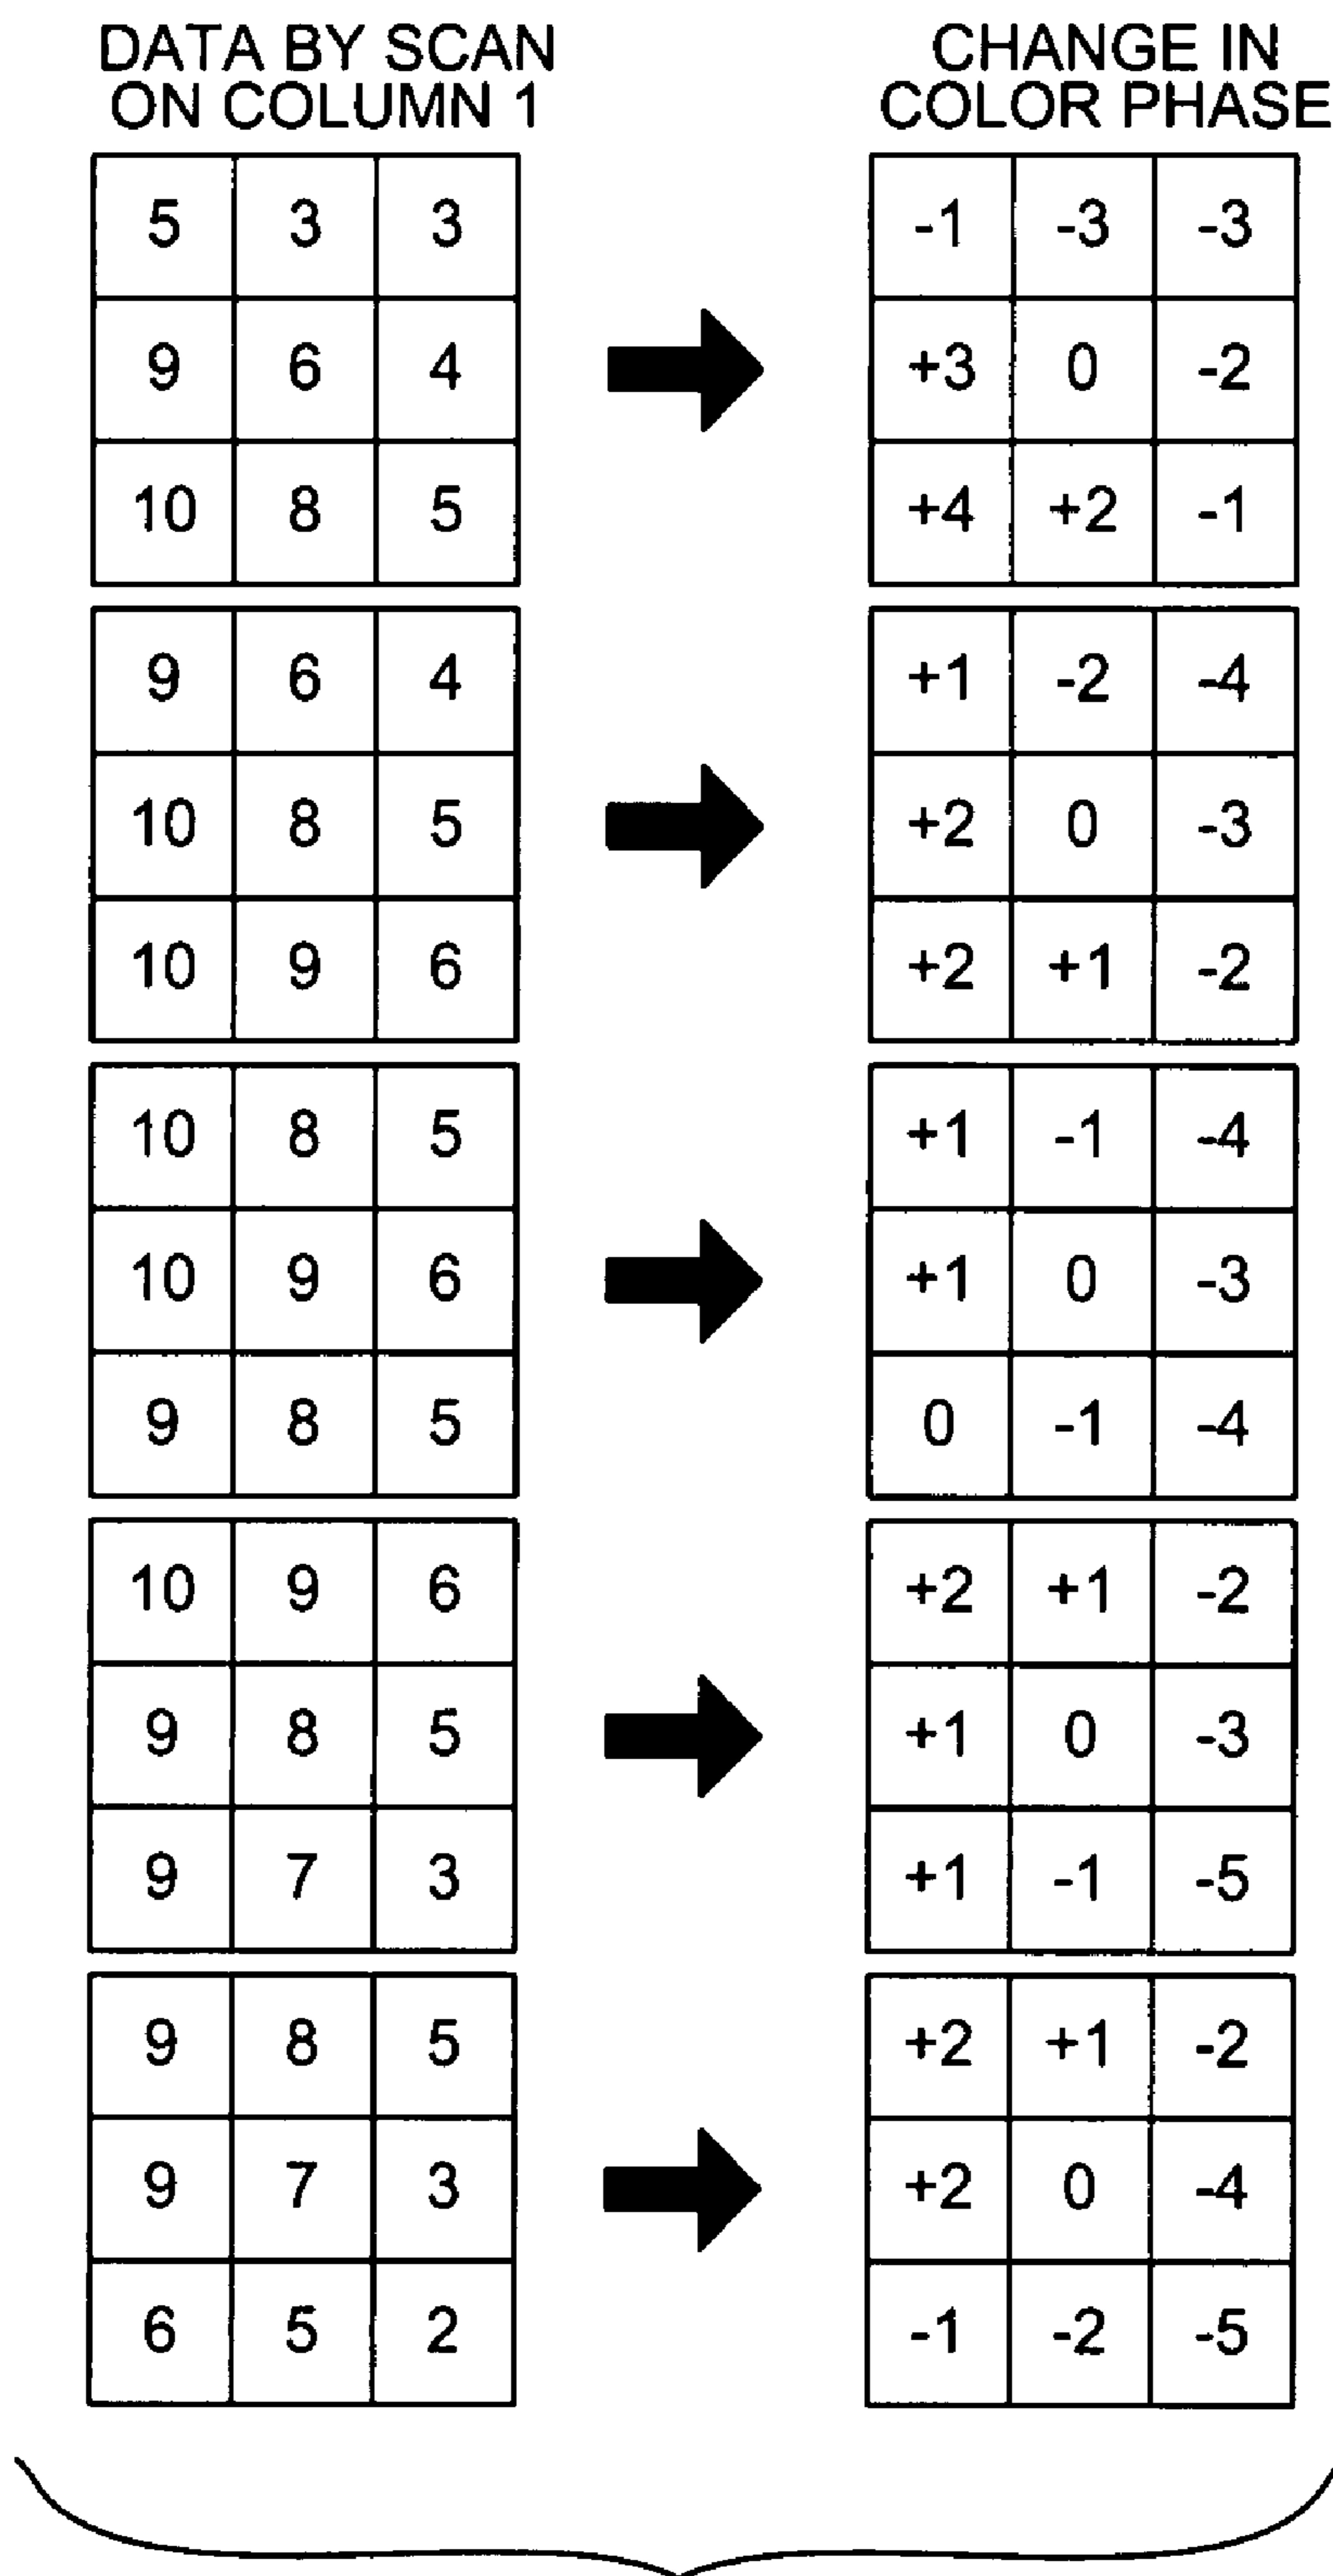 DATA BY SCAN
ON COLUMN 1
CHANGE IN
COLOR PHASE
5 3 3 -1 -3 -3
9 6 4 +3 0 -2
10 8 5 +4 +2 -1
9 6 4 +1 -2 -4
10 8 5 +2 0 -3
10 9 6 +2 +1 -2
10 8 5 +1 -1 -4
10 9 6 +1 0 -3
9 8 5 0 -1 -4
10 9 6 +2 +1 -2
9 8 5 +1 0 -3
9 7 3 +1 -1 -5
9 8 5 +2 +1 -2
9 7 3 +2 0 -4
6 5 2 -1 -2 -5